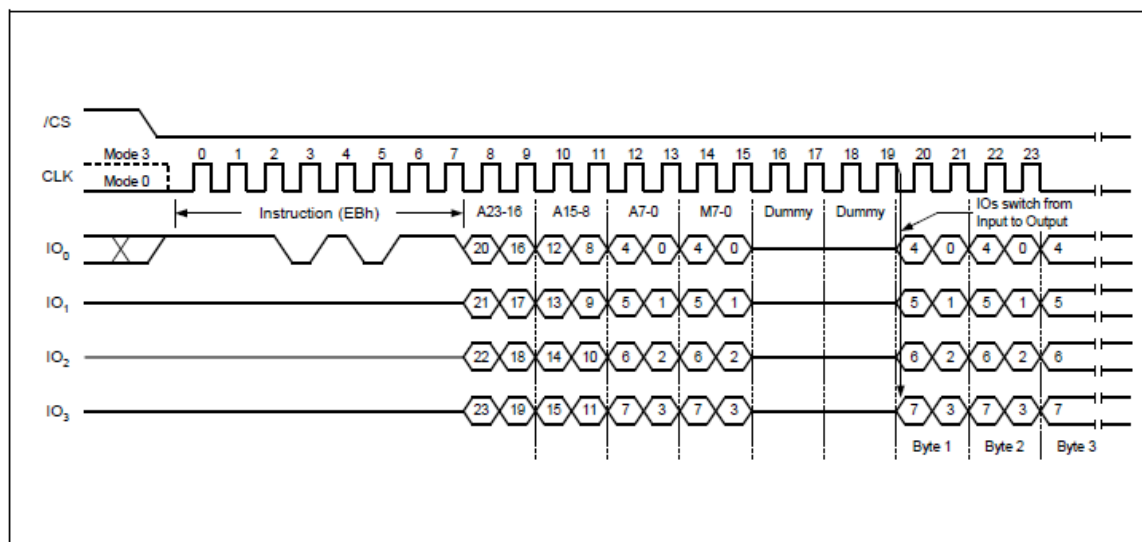 /CS
Mode 3
0 1 2 3 4 5 6 7 8 9 10 11 12 13 14 15 16 17 18 19 20 21 22 23
CLK
Mode 0
Instruction (EBh) A23-16 A15-8 A7-0 M7-0 Dummy Dummy
IOs switch from
Input to Output
IO0 20 16 12 8 4 0 4 0 4 0 4 0 4
IO1 21 17 13 9 5 1 5 1 5 1 5 1 5
IO2 22 18 14 10 6 2 6 2 6 2 6 2 6
IO3 23 19 15 11 7 3 7 3 7 3 7 3 7
Byte 1 Byte 2 Byte 3